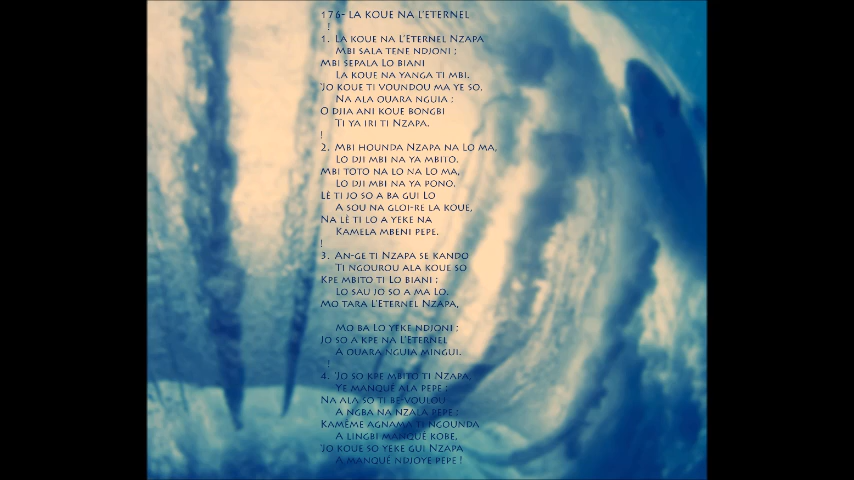 176- LA KOUE NA L'ETERNEL
!
1. LA KOUE NA L'ETERNEL NZAPA
MBI SALA TENE NDJONI ;
MBI SEPALA LO BIANI
LA KOUE NA YANGA TI MBI.
'JO KOUE TI VOUNDOU MA YE SO,
NA ALA OUARA NGUIA ;
O DJIA ANI KOUE BONGBI
TI YA IRI TI NZAPA.
!
2. MBI HOUNDA NZAPA NA LO MA,
LO DJI MBI NA YA MBITO.
MBI TOTO NA LO NA LO MA,
LO DJI MBI NA YA PONO.
LÊ TI JO SO A BA GUI LO
A SOU NA GLOI-RE LA KOUE,
NA LÊ TI LO A YEKE NA
KAMELA MBENI PEPE.
!
3. AN-GE TI NZAPA SE KANDO
TI NGOUROU ALA KOUE SO
KPE MBITO TI LO BIANI ;
LO SAU JO SO A MA LO.
MO TARA L'ETERNEL NZAPA,
MO BA LO YEKE NDJONI ;
JO SO A KPE NA L'ETERNEL
A OUARA NGUIA MINGUI.
!
4. 'JO SO KPE MBITO TI NZAPA,
YE MANQUÉ ALA PEPE ;
NA ALA SO TI BE-VOULOU
A NGBA NA NZALA PEPE ;
KAMÊME AGNAMA TI NGOUNDA
A LINGBI MANQUÉ KOBE,
'JO KOUE SO YEKE GUI NZAPA
A MANQUÉ NDJOYE PEPE !